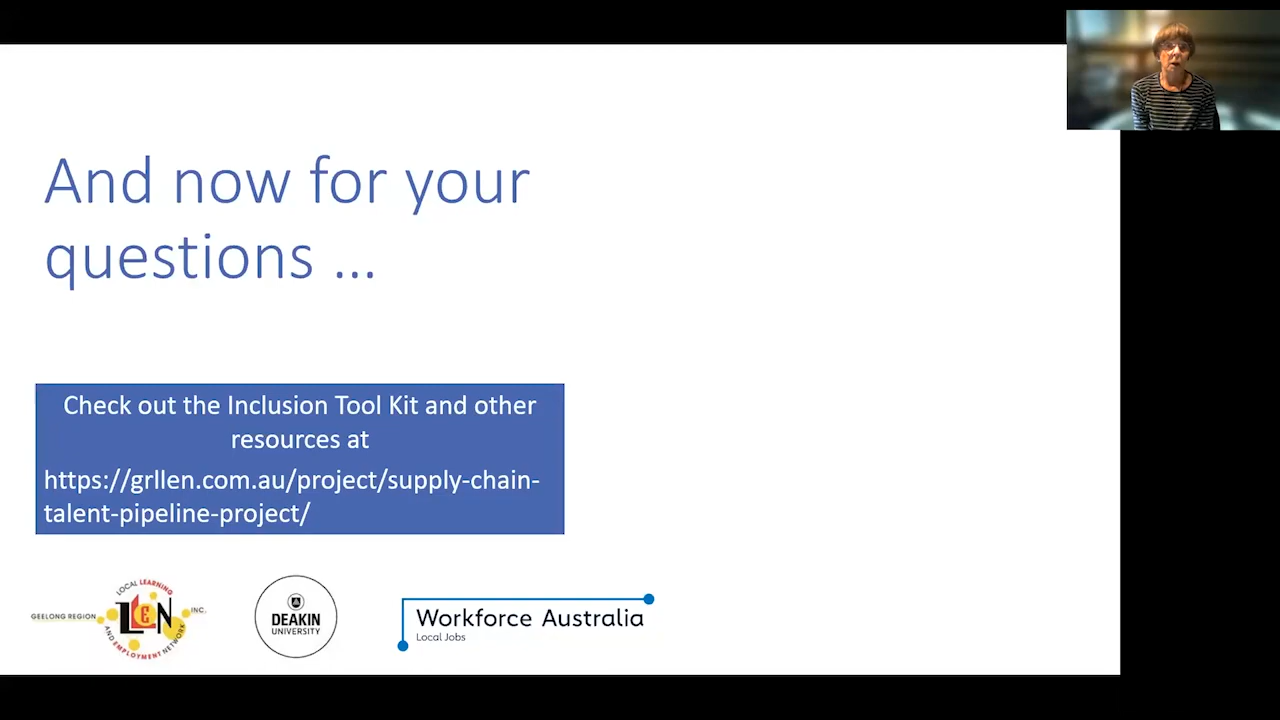 And now for your
questions ...
Check out the Inclusion Tool Kit and other
resources at
https://grllen.com.au/project/supply-chain-
talent-pipeline-project/
GEELONG REGION
LOCAL LEARNING
LLEN
INC.
AND EMPLOYMENT NETWORK
DEAKIN
UNIVERSITY
Workforce Australia
Local Jobs